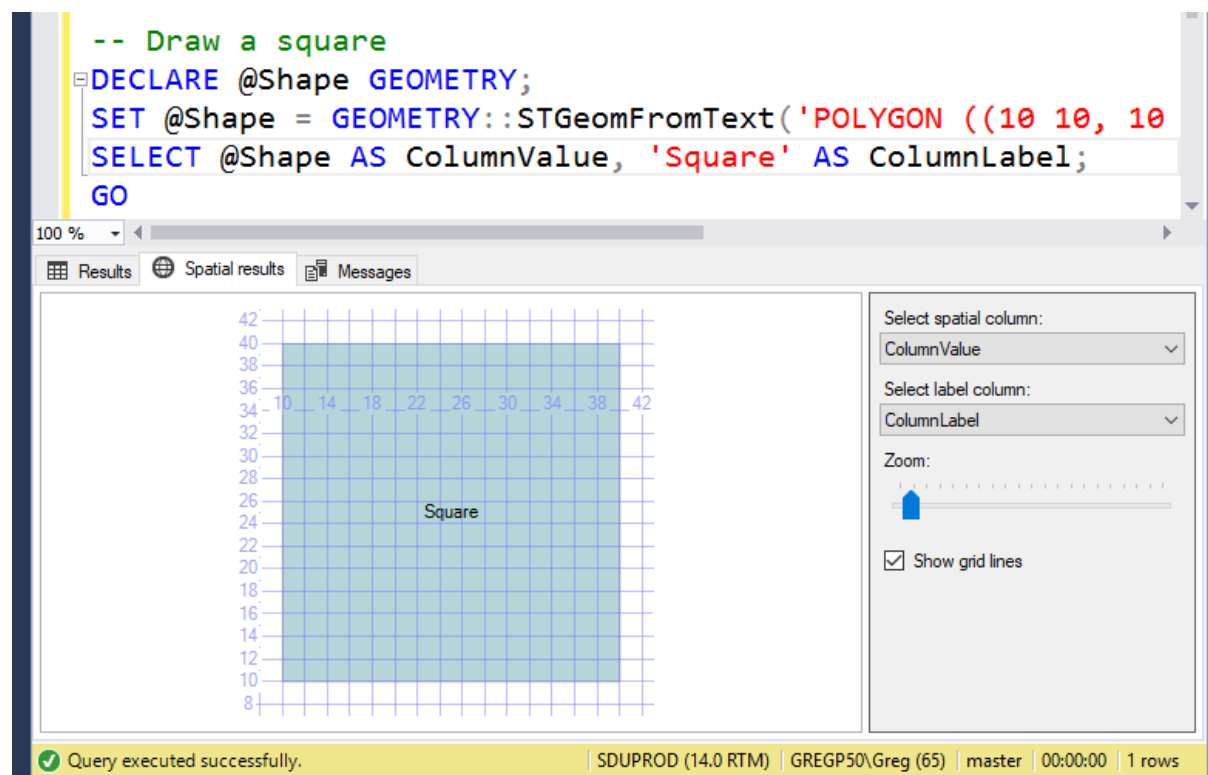 -- Draw a square
DECLARE @Shape GEOMETRY;
SET @Shape = GEOMETRY::STGeomFromText('POLYGON ((10 10, 10
SELECT @Shape AS ColumnValue, 'Square' AS ColumnLabel;
GO
100 %
Results Spatial results Messages
42
40
38
36
34 10 14 18 22 26 30 34 38 42
32
30
28
26
Square
24
22
20
18
16
14
12
10
8
Select spatial column:
ColumnValue
Select label column:
ColumnLabel
Zoom:
Show grid lines
Query executed successfully. SDUPROD (14.0 RTM) GREGP50\Greg (65) master 00:00:00 1 rows